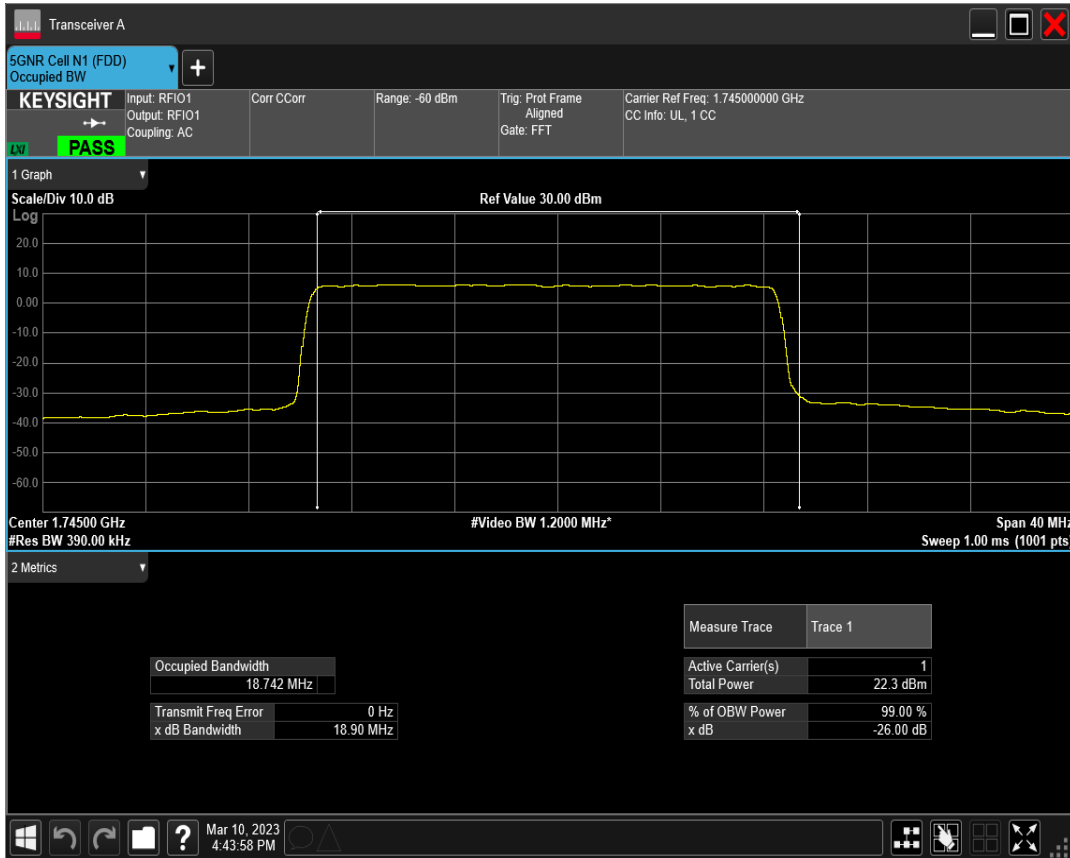 Transceiver A
5GNR Cell N1 (FDD)
Occupied BW
+
KEYSIGHT
LXI
PASS
Input: RFIO1
Output: RFIO1
Coupling: AC
Corr CCorr
Range: -60 dBm
Trig: Prot Frame
Aligned
Gate: FFT
Carrier Ref Freq: 1.745000000 GHz
CC Info: UL, 1 CC
1 Graph
Scale/Div 10.0 dB Ref Value 30.00 dBm
Log
20.0
10.0
0.00
-10.0
-20.0
-30.0
-40.0
-50.0
-60.0
Center 1.74500 GHz #Video BW 1.2000 MHz* Span 40 MHz
#Res BW 390.00 kHz Sweep 1.00 ms (1001 pts)
2 Metrics
Measure Trace Trace 1
Occupied Bandwidth
18.742 MHz
Active Carrier(s) 1
Total Power 22.3 dBm
Transmit Freq Error 0 Hz
x dB Bandwidth 18.90 MHz
% of OBW Power 99.00 %
x dB -26.00 dB
?
Mar 10, 2023
4:43:58 PM